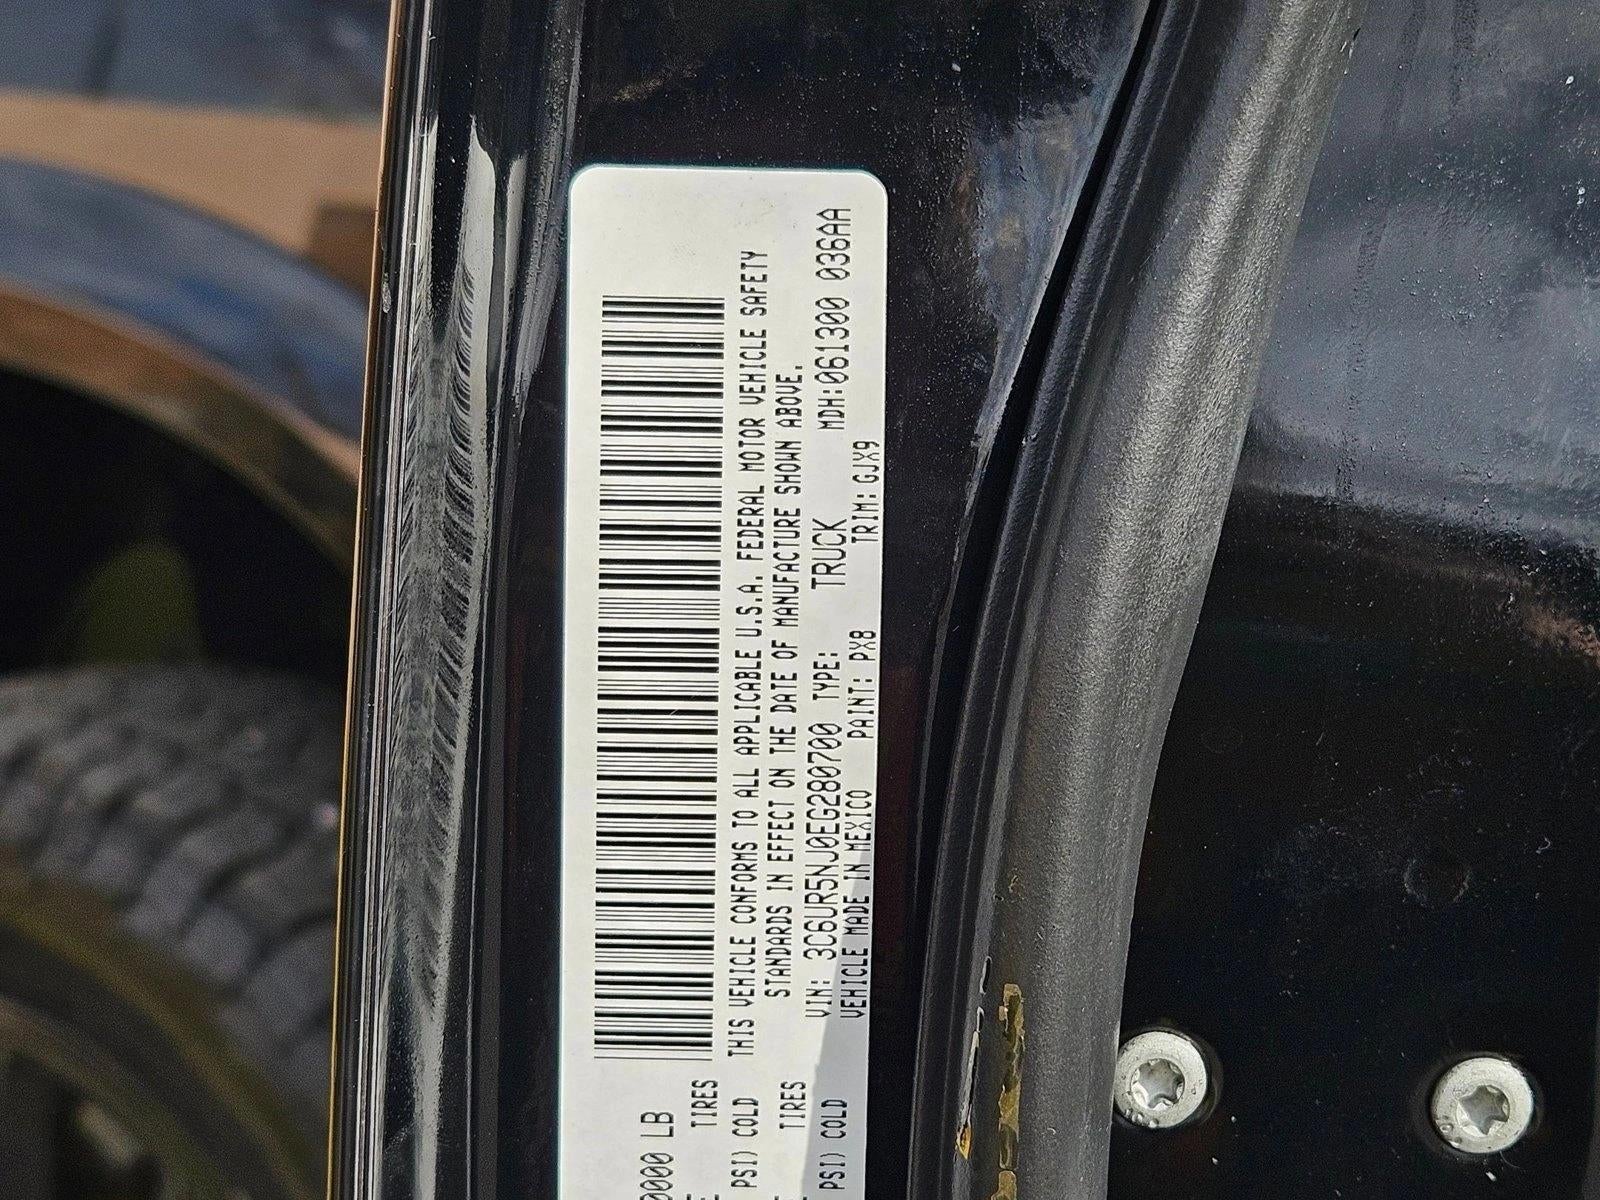 0000 LB
TIRES
PSI) COLD
TIRES
PSI) COLD
THIS VEHICLE CONFORMS TO ALL APPLICABLE U.S.A. FEDERAL MOTOR VEHICLE SAFETY
STANDARDS IN EFFECT ON THE DATE OF MANUFACTURE SHOWN ABOVE.
VIN: 3C6UR5NJ0EG280700 TYPE: TRUCK MDH:061300 036AA
VEHICLE MADE IN MEXICO PAINT: PX8 TRIM: GJX9